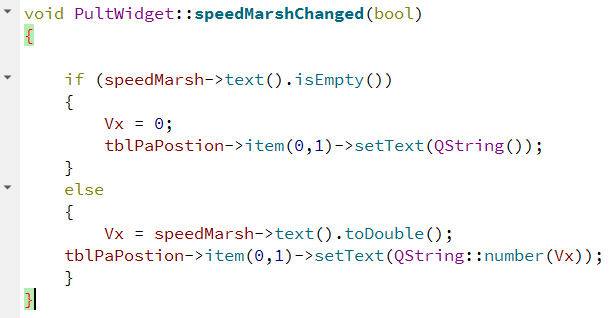 void PultWidget::speedMarshChanged(bool)
{
if (speedMarsh->text().isEmpty())
{
Vx = 0;
tblPaPostion->item(0,1)->setText(QString());
}
else
{
Vx = speedMarsh->text().toDouble();
tblPaPostion->item(0,1)->setText(QString::number(Vx));
}
}